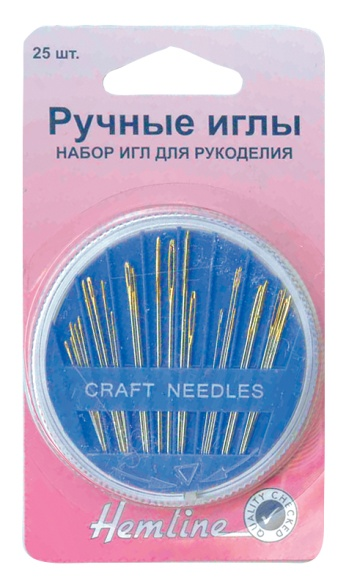 25 шт.
Ручные иглы
НАБОР ИГЛ ДЛЯ РУКОДЕЛИЯ
CRAFT NEEDLES
Hemline
QUALITY CHECKED